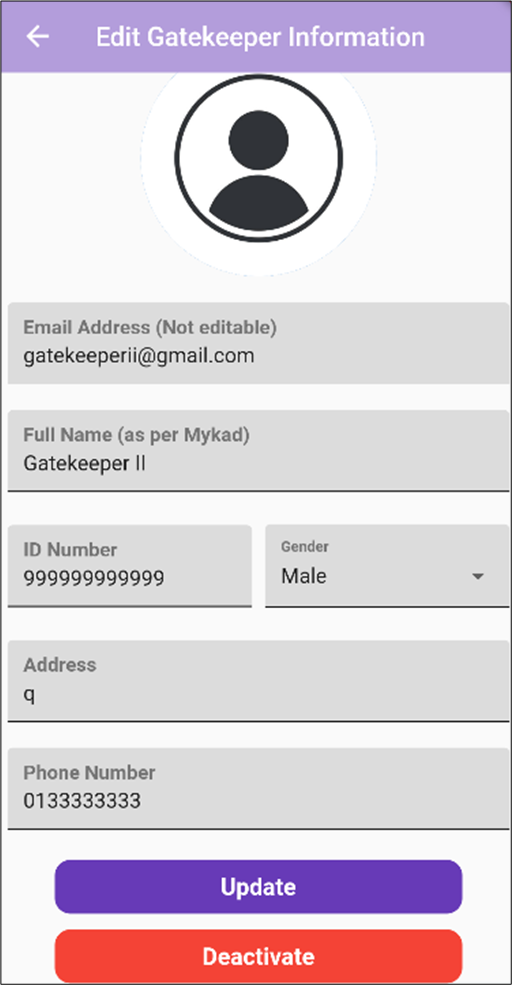 Edit Gatekeeper Information
Email Address (Not editable)
gatekeeperii@gmail.com
Full Name (as per Mykad)
Gatekeeper II
ID Number
999999999999
Gender
Male
Address
q
Phone Number
0133333333
Update
Deactivate